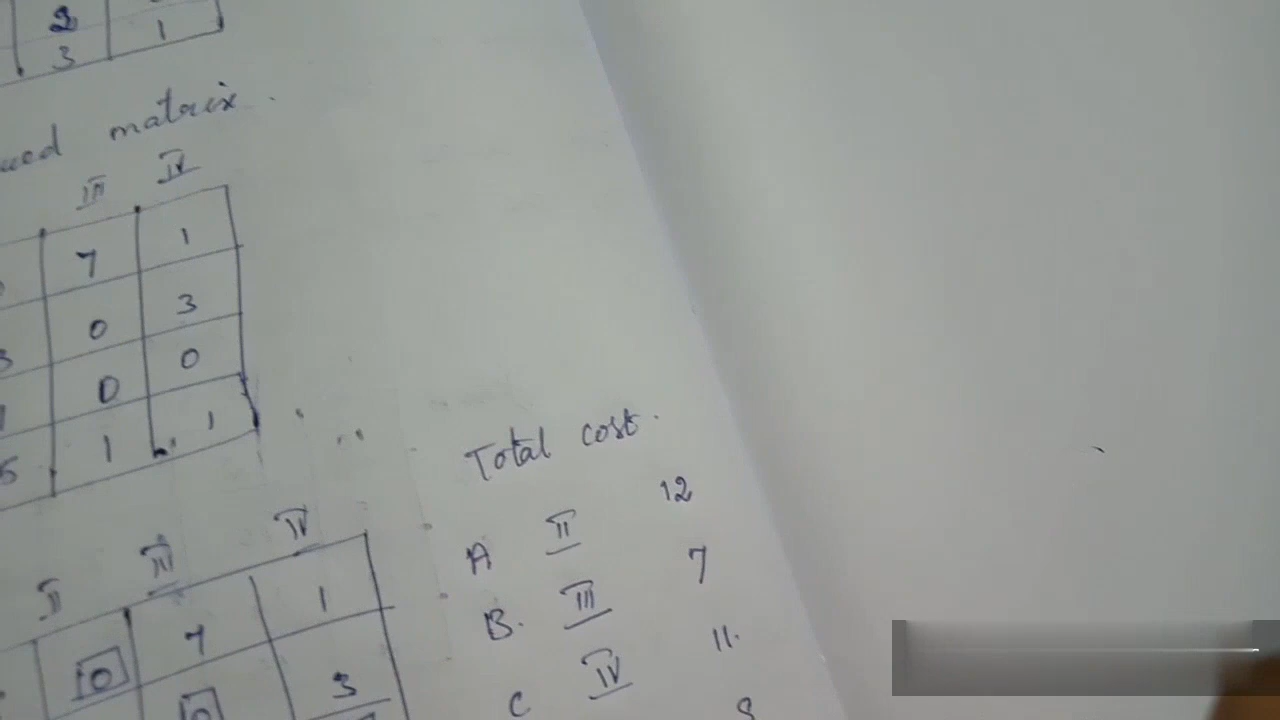 2
3 1
matrix.
III IV
7 1
0 3
0 0
1 1
Total cost.
A II 12
B. III 7
C IV 11.
II III IV
0 7 1
0 3